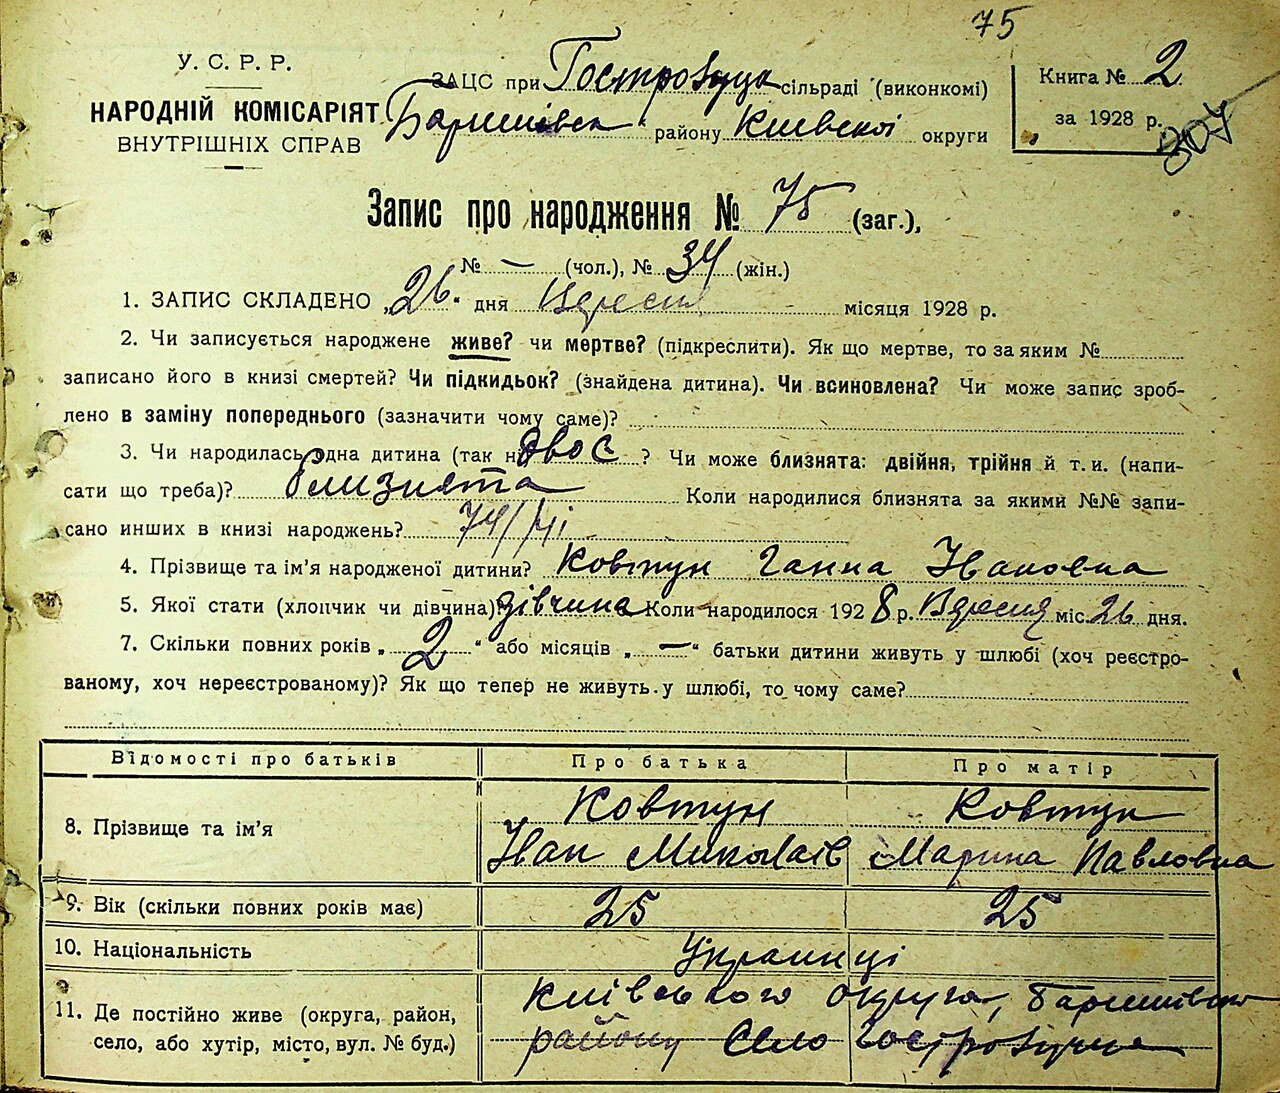 75
У. С. Р. Р.
НАРОДНІЙ КОМІСАРІЯТ
ВНУТРІШНІХ СПРАВ
ЗАЦС при Гостролуцк сільраді (виконкомі)
Баришівск району Киевскоі округи
Книга № 2
за 1928 р.
Запис про народження № 75 (заг.),
№ — (чол.), № 34 (жін.)
1. ЗАПИС СКЛАДЕНО „26“ дня Вересня місяця 1928 р.
2. Чи записується народжене живе? чи мертве? (підкреслити). Як що мертве, то за яким №
записано його в книзі смертей? Чи підкидьок? (знайдена дитина). Чи всиновлена? Чи може запис зроб-
лено в заміну попереднього (зазначити чому саме)?
3. Чи народилась одна дитина (так н двоє ? Чи може близнята: двійня, трійня й т. и. (напи-
сати що треба)? близнята Коли народилися близнята за якими №№ запи-
сано инших в книзі народжень? 74/41
4. Прізвище та ім'я народженої дитини? Ковтун Ганна Івановна
5. Якої стати (хлопчик чи дівчина) дівчина Коли народилося 1928 р. Вересня міс. 26 дня.
7. Скільки повних років „ 2 “ або місяців „ — “ батьки дитини живуть у шлюбі (хоч реєстро-
ваному, хоч нереєстрованому)? Як що тепер не живуть у шлюбі, то чому саме?
Відомості про батьків Про батька Про матір
8. Прізвище та ім'я Ковтун Іван Миколаів Ковтун Марина Павловна
9. Вік (скільки повних років має) 25 25
10. Національність Украинці
11. Де постійно живе (округа, район, Київського округа, Баришівского
село, або хутір, місто, вул. № буд.) району Село Гостролуччя